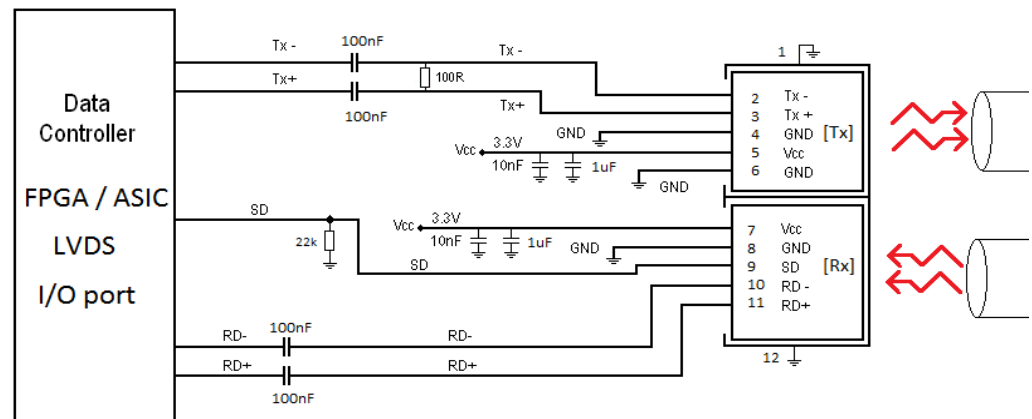 Data
Controller
FPGA / ASIC
LVDS
I/O port
Tx -
100nF
Tx -
Tx+
100R
100nF
Tx+
GND
Vcc
3.3V
10nF
1uF
GND
1
2 Tx -
3 Tx +
4 GND
[Tx]
5 Vcc
6 GND
SD
22k
Vcc
3.3V
10nF
1uF
GND
SD
7 Vcc
8 GND
9 SD
[Rx]
10 RD -
11 RD+
12
RD-
100nF
RD-
RD+
100nF
RD+